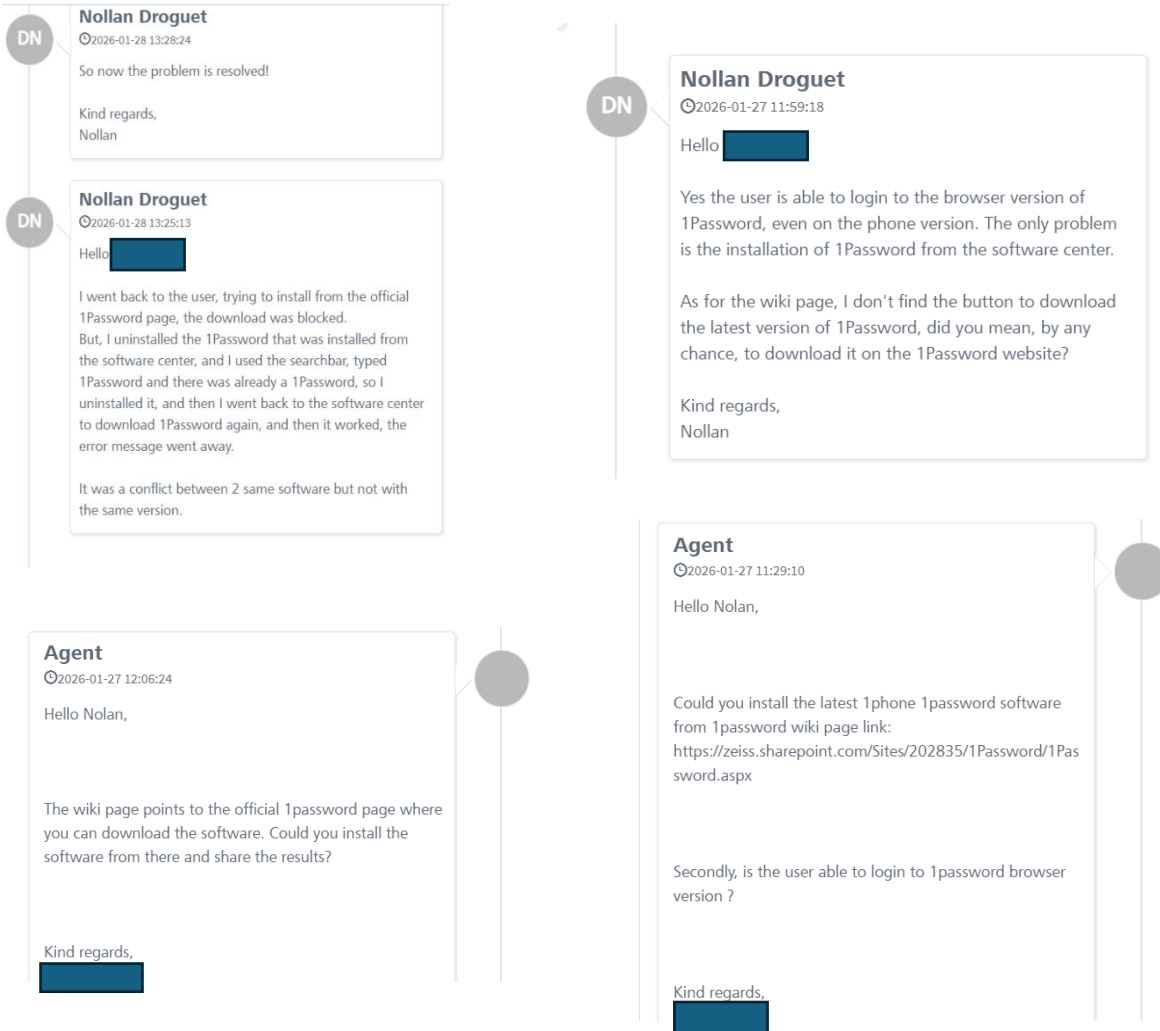 DN
Nollan Droguet
2026-01-28 13:28:24
So now the problem is resolved!
Kind regards,
Nollan
DN
Nollan Droguet
2026-01-28 13:25:13
Hello
I went back to the user, trying to install from the official
1Password page, the download was blocked.
But, I uninstalled the 1Password that was installed from
the software center, and I used the searchbar, typed
1Password and there was already a 1Password, so I
uninstalled it, and then I went back to the software center
to download 1Password again, and then it worked, the
error message went away.
It was a conflict between 2 same software but not with
the same version.
Agent
2026-01-27 12:06:24
Hello Nolan,
The wiki page points to the official 1password page where
you can download the software. Could you install the
software from there and share the results?
Kind regards,
DN
Nollan Droguet
2026-01-27 11:59:18
Hello
Yes the user is able to login to the browser version of
1Password, even on the phone version. The only problem
is the installation of 1Password from the software center.
As for the wiki page, I don't find the button to download
the latest version of 1Password, did you mean, by any
chance, to download it on the 1Password website?
Kind regards,
Nollan
Agent
2026-01-27 11:29:10
Hello Nolan,
Could you install the latest 1phone 1password software
from 1password wiki page link:
https://zeiss.sharepoint.com/Sites/202835/1Password/1Pas
sword.aspx
Secondly, is the user able to login to 1password browser
version ?
Kind regards,